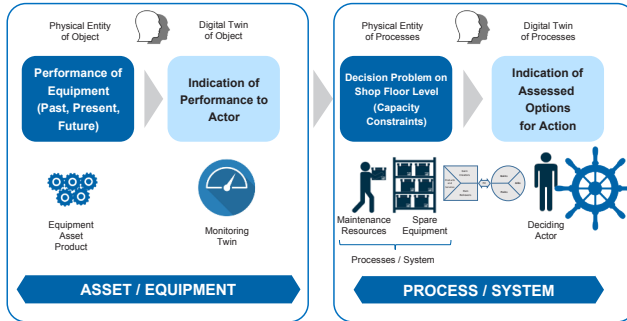 Physical Entity
of Object
Digital Twin
of Object
Performance of
Equipment
(Past, Present,
Future)
Indication of
Performance to
Actor
Equipment
Asset
Product
Monitoring
Twin
ASSET / EQUIPMENT
Physical Entity
of Processes
Digital Twin
of Processes
Decision Problem on
Shop Floor Level
(Capacity
Constraints)
Indication of
Assessed
Options
for Action
Maintenance
Resources
Spare
Equipment
Deciding
Actor
Processes / System
PROCESS / SYSTEM